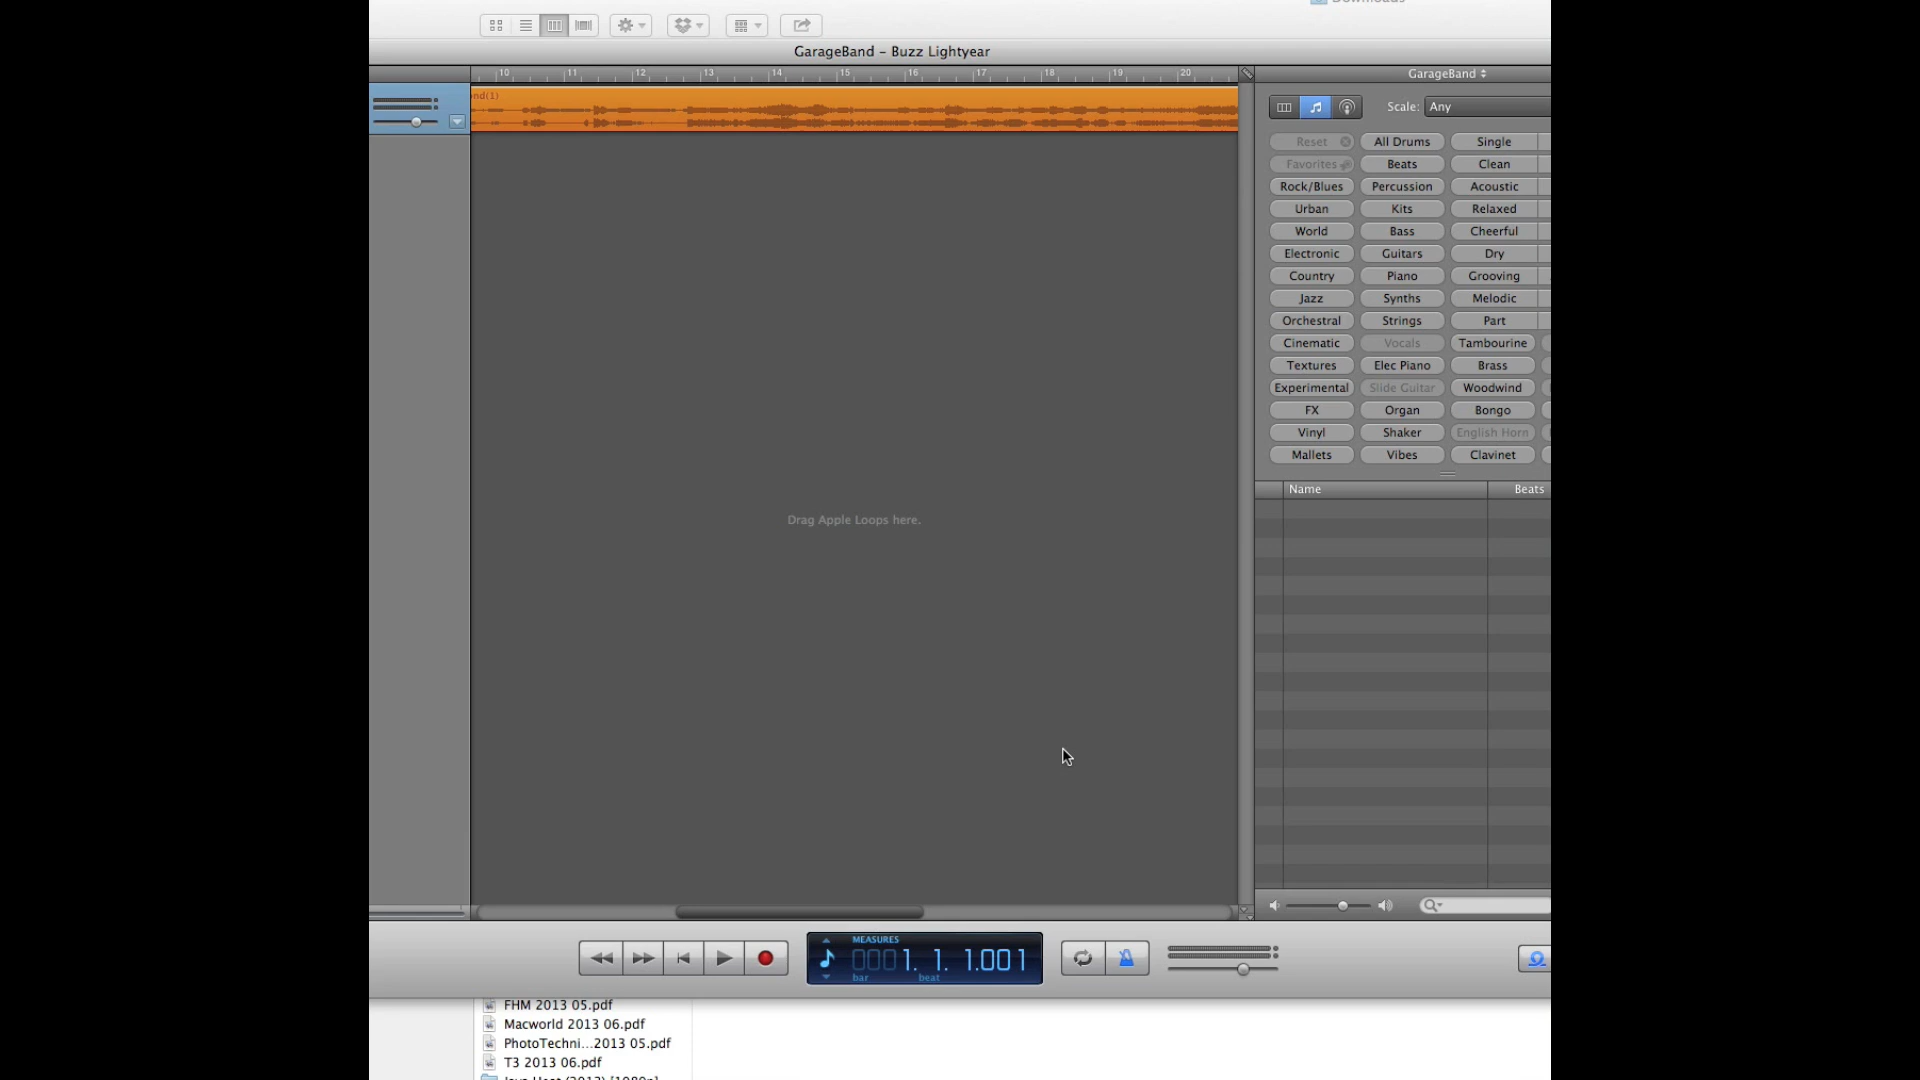 Downloads
GarageBand – Buzz Lightyear
10 11 12 13 14 15 16 17 18 19 20
GarageBand
nd(1)
Scale: Any
Reset All Drums Single
Favorites Beats Clean
Rock/Blues Percussion Acoustic
Urban Kits Relaxed
World Bass Cheerful
Electronic Guitars Dry
Country Piano Grooving
Jazz Synths Melodic
Orchestral Strings Part
Cinematic Vocals Tambourine
Textures Elec Piano Brass
Experimental Slide Guitar Woodwind
FX Organ Bongo
Vinyl Shaker English Horn
Mallets Vibes Clavinet
Name Beats
Drag Apple Loops here.
MEASURES
0001. 1. 1.001
bar beat
FHM 2013 05.pdf
Macworld 2013 06.pdf
PhotoTechni...2013 05.pdf
T3 2013 06.pdf